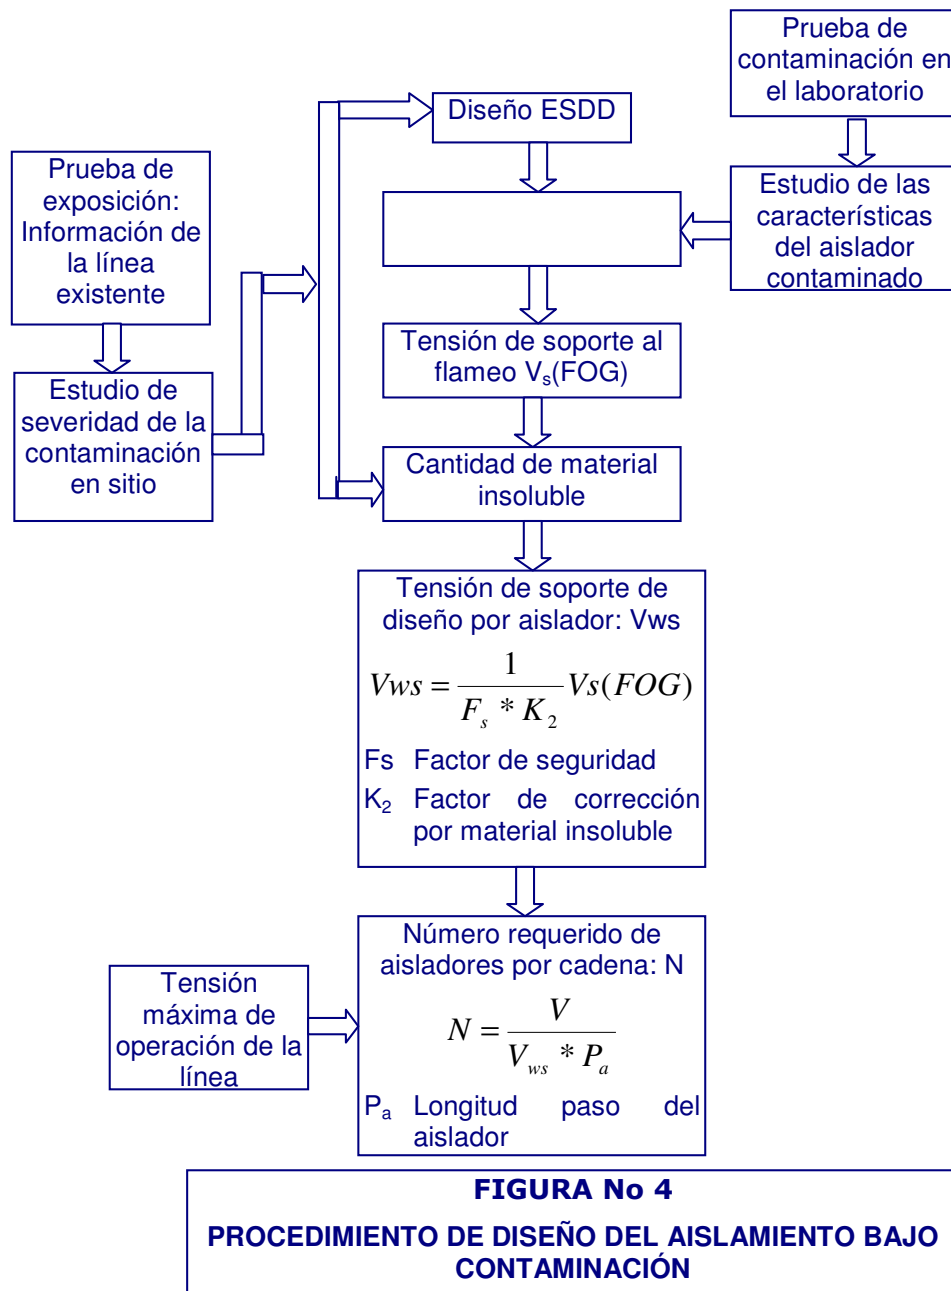 Prueba de
contaminación en
el laboratorio
Diseño ESDD
Prueba de
exposición:
Información de
la línea
existente
Estudio de las
características
del aislador
contaminado
Tensión de soporte al
flameo Vₛ(FOG)
Estudio de
severidad de la
contaminación
en sitio
Cantidad de material
insoluble
Tensión de soporte de
diseño por aislador: Vws
Vws = 1 / (Fₛ * K₂) Vs(FOG)
Fs Factor de seguridad
K₂ Factor de corrección
por material insoluble
Número requerido de
aisladores por cadena: N
N = V / (V_ws * Pₐ)
Pₐ Longitud paso del
aislador
Tensión
máxima de
operación de la
línea
FIGURA No 4
PROCEDIMIENTO DE DISEÑO DEL AISLAMIENTO BAJO
CONTAMINACIÓN